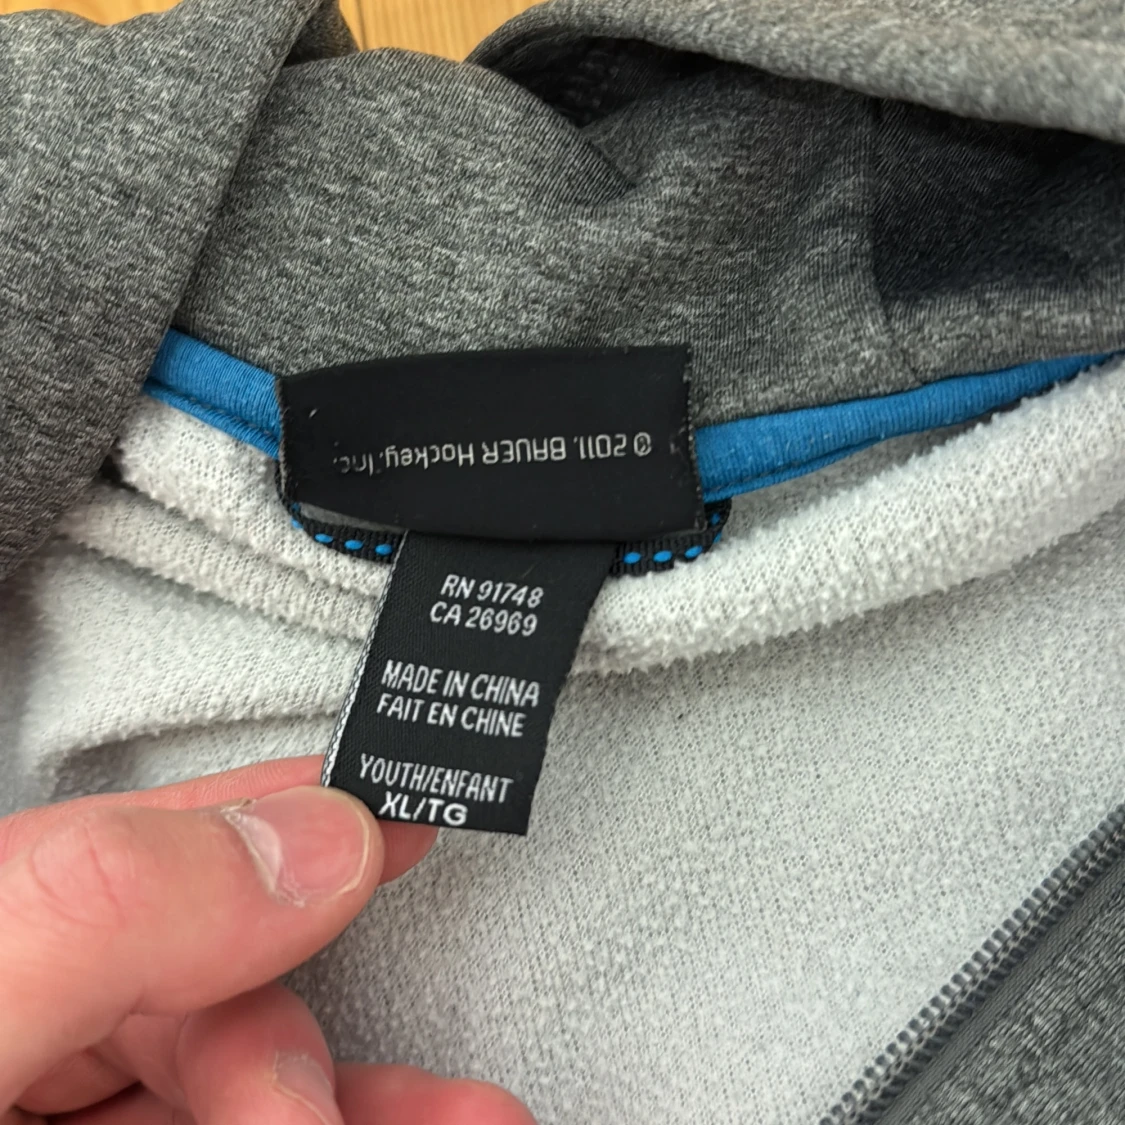 © 2011. BAUER Hockey, Inc.
RN 91748
CA 26969
MADE IN CHINA
FAIT EN CHINE
YOUTH/ENFANT
XL/TG